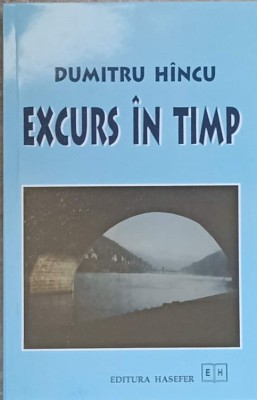 DUMITRU HÎNCU
EXCURS ÎN TIMP
EDITURA HASEFER
E H